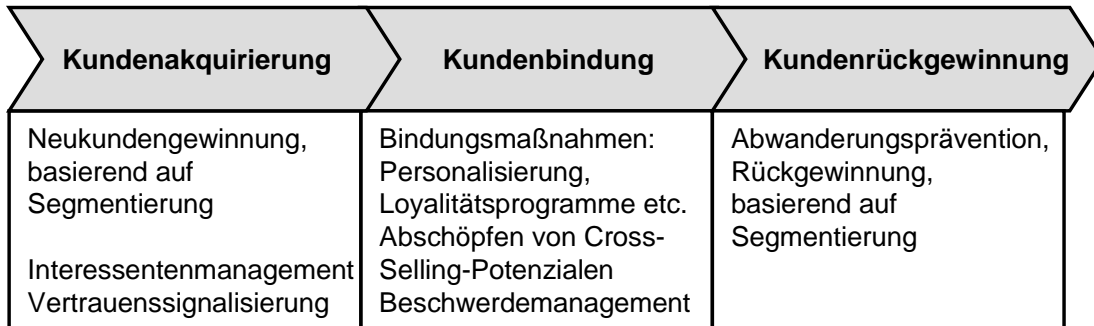 Kundenakquirierung
Kundenbindung
Kundenrückgewinnung
Neukundengewinnung,
basierend auf
Segmentierung
Interessentenmanagement
Vertrauenssignalisierung
Bindungsmaßnahmen:
Personalisierung,
Loyalitätsprogramme etc.
Abschöpfen von Cross-
Selling-Potenzialen
Beschwerdemanagement
Abwanderungsprävention,
Rückgewinnung,
basierend auf
Segmentierung